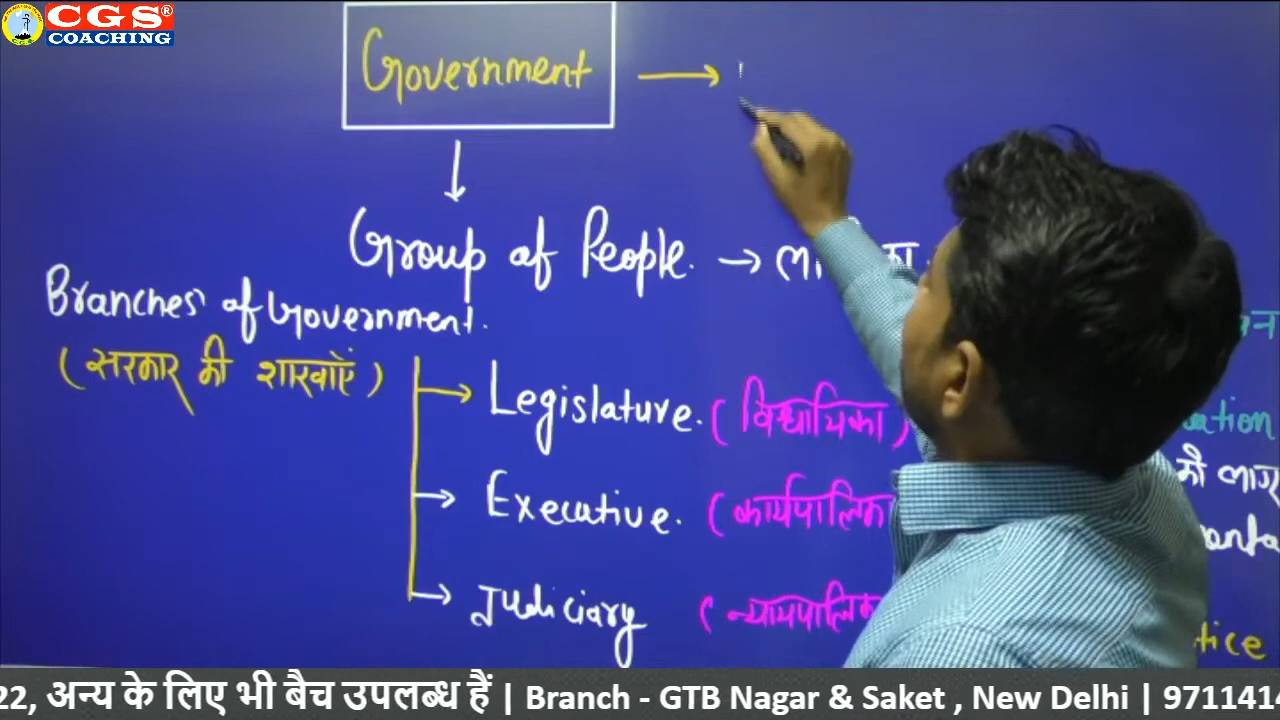 CGS®
COACHING
Government →
↓
Group of People. →
Branches of Government.
(सरकार की शाखाएं)
→ Legislature. (विधायिका)
→ Executive. (कार्यपालिक
→ Judiciary (न्यायपालिक
22, अन्य के लिए भी बैच उपलब्ध हैं | Branch - GTB Nagar & Saket , New Delhi | 9711414